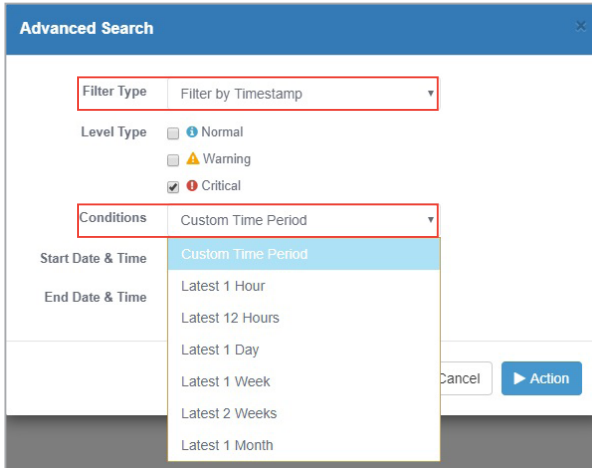 Advanced Search
×
Filter Type Filter by Timestamp
Level Type Normal
Warning
Critical
Conditions Custom Time Period
Start Date & Time Custom Time Period
Latest 1 Hour
End Date & Time
Latest 12 Hours
Latest 1 Day
Latest 1 Week
Cancel Action
Latest 2 Weeks
Latest 1 Month